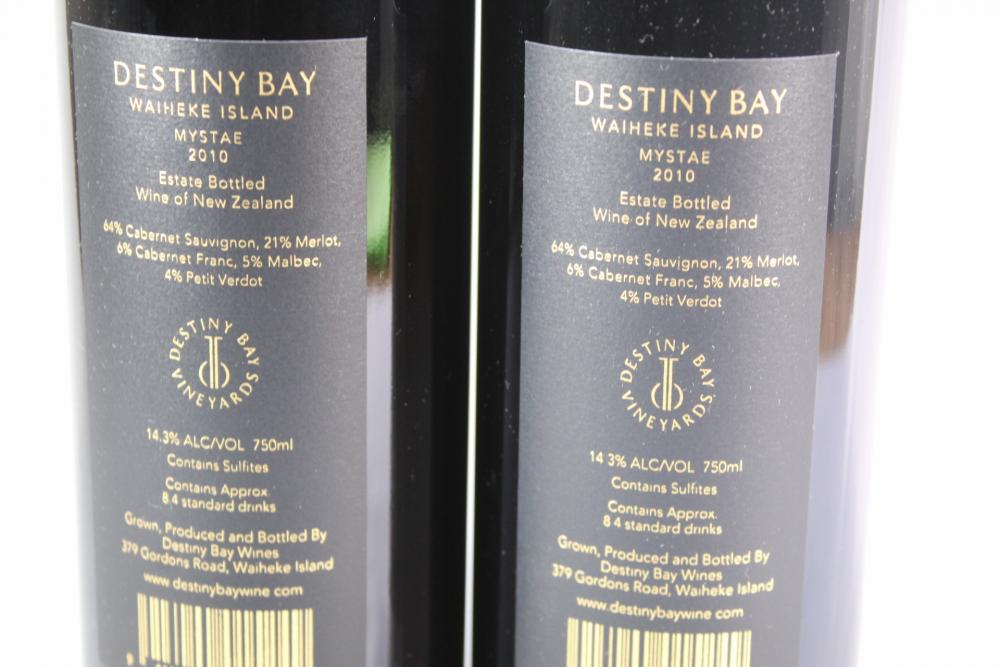 DESTINY BAY
WAIHEKE ISLAND
MYSTAE
2010
Estate Bottled
Wine of New Zealand
64% Cabernet Sauvignon, 21% Merlot,
6% Cabernet Franc, 5% Malbec,
4% Petit Verdot
DESTINY BAY
VINEYARDS
14.3% ALC/VOL 750ml
Contains Sulfites
Contains Approx.
8.4 standard drinks
Grown, Produced and Bottled By
Destiny Bay Wines
379 Gordons Road, Waiheke Island
www.destinybaywine.com
DESTINY BAY
WAIHEKE ISLAND
MYSTAE
2010
Estate Bottled
Wine of New Zealand
64% Cabernet Sauvignon, 21% Merlot,
6% Cabernet Franc, 5% Malbec,
4% Petit Verdot
DESTINY BAY
VINEYARDS
14.3% ALC/VOL 750ml
Contains Sulfites
Contains Approx.
8.4 standard drinks
Grown, Produced and Bottled By
Destiny Bay Wines
379 Gordons Road, Waiheke Island
www.destinybaywine.com